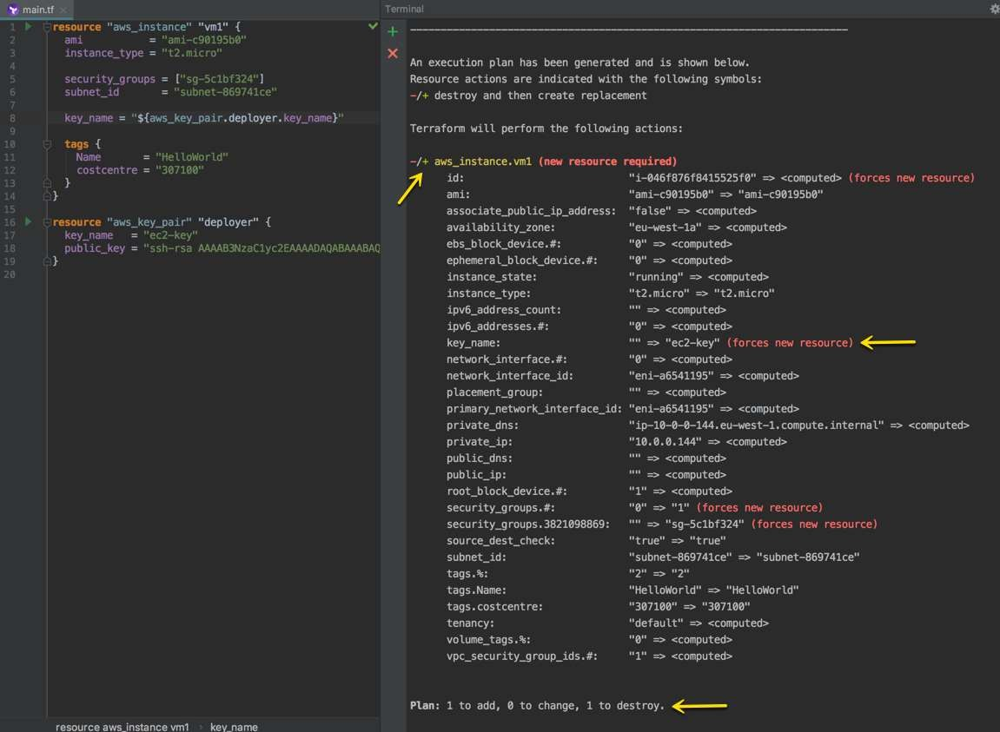 main.tf
1 resource "aws_instance" "vm1" {
2 ami = "ami-c90195b0"
3 instance_type = "t2.micro"
4
5 security_groups = ["sg-5c1bf324"]
6 subnet_id = "subnet-869741ce"
7
8 key_name = "${aws_key_pair.deployer.key_name}"
9
10 tags {
11 Name = "HelloWorld"
12 costcentre = "307100"
13 }
14 }
15
16 resource "aws_key_pair" "deployer" {
17 key_name = "ec2-key"
18 public_key = "ssh-rsa AAAAB3NzaC1yc2EAAAADAQABAAABAQ
19 }
20
resource aws_instance vm1 › key_name
Terminal
An execution plan has been generated and is shown below.
Resource actions are indicated with the following symbols:
-/+ destroy and then create replacement
Terraform will perform the following actions:
-/+ aws_instance.vm1 (new resource required)
id: "i-046f876f8415525f0" => <computed> (forces new resource)
ami: "ami-c90195b0" => "ami-c90195b0"
associate_public_ip_address: "false" => <computed>
availability_zone: "eu-west-1a" => <computed>
ebs_block_device.#: "0" => <computed>
ephemeral_block_device.#: "0" => <computed>
instance_state: "running" => <computed>
instance_type: "t2.micro" => "t2.micro"
ipv6_address_count: "" => <computed>
ipv6_addresses.#: "0" => <computed>
key_name: "" => "ec2-key" (forces new resource)
network_interface.#: "0" => <computed>
network_interface_id: "eni-a6541195" => <computed>
placement_group: "" => <computed>
primary_network_interface_id: "eni-a6541195" => <computed>
private_dns: "ip-10-0-0-144.eu-west-1.compute.internal" => <computed>
private_ip: "10.0.0.144" => <computed>
public_dns: "" => <computed>
public_ip: "" => <computed>
root_block_device.#: "1" => <computed>
security_groups.#: "0" => "1" (forces new resource)
security_groups.3821098869: "" => "sg-5c1bf324" (forces new resource)
source_dest_check: "true" => "true"
subnet_id: "subnet-869741ce" => "subnet-869741ce"
tags.%: "2" => "2"
tags.Name: "HelloWorld" => "HelloWorld"
tags.costcentre: "307100" => "307100"
tenancy: "default" => <computed>
volume_tags.%: "0" => <computed>
vpc_security_group_ids.#: "1" => <computed>
Plan: 1 to add, 0 to change, 1 to destroy.